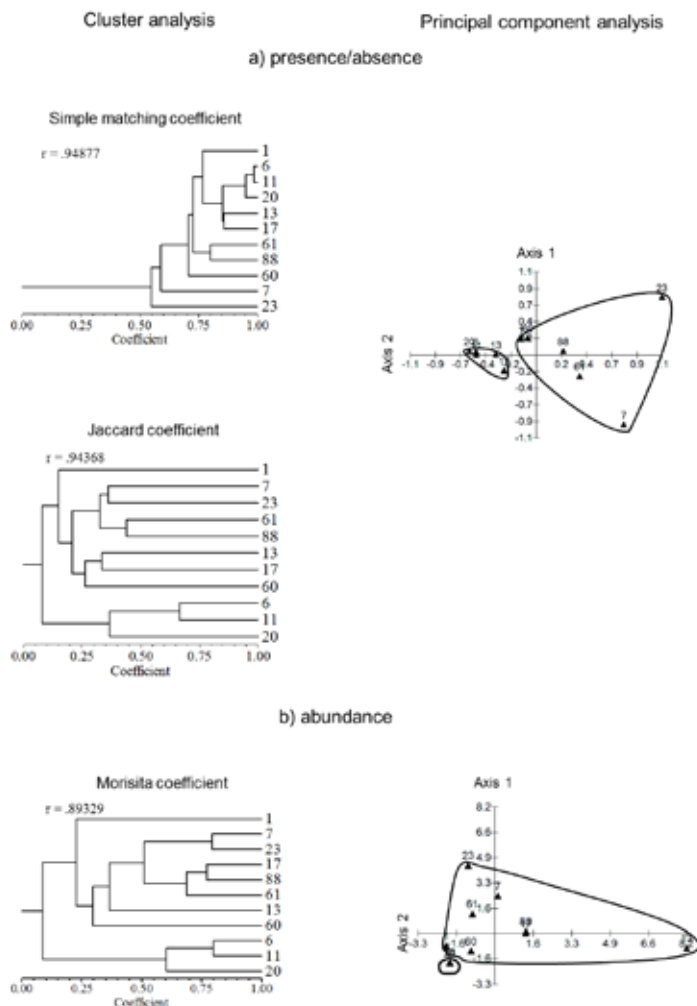 Cluster analysis Principal component analysis
a) presence/absence
Simple matching coefficient
r = .94877
1
6
11
20
13
17
61
88
60
7
23
0.00 0.25 0.50 0.75 1.00
Coefficient
Axis 1
1.1
0.9
0.7
0.4
-0.4
-0.7
-0.9
-1.1
Axis 2
-1.1 -0.9 -0.7 -0.4 0.2 0.4 0.7 0.9 1.1
23
88
13
7
Jaccard coefficient
r = .94368
1
7
23
61
88
13
17
60
6
11
20
0.00 0.25 0.50 0.75 1.00
Coefficient
b) abundance
Morisita coefficient
r = .89329
1
7
23
17
88
61
13
60
6
11
20
0.00 0.25 0.50 0.75 1.00
Coefficient
Axis 1
8.2
6.6
4.9
3.3
1.6
-1.6
-3.3
Axis 2
-3.3 -1.6 1.6 3.3 4.9 6.6
23
7
61
60